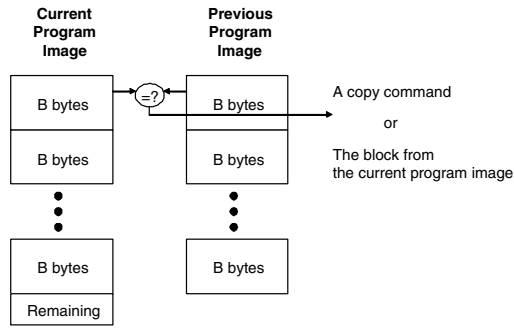 Current
Program
Image
Previous
Program
Image
B bytes
=?
B bytes
A copy command
or
B bytes
B bytes
The block from
the current program image
B bytes
B bytes
Remaining